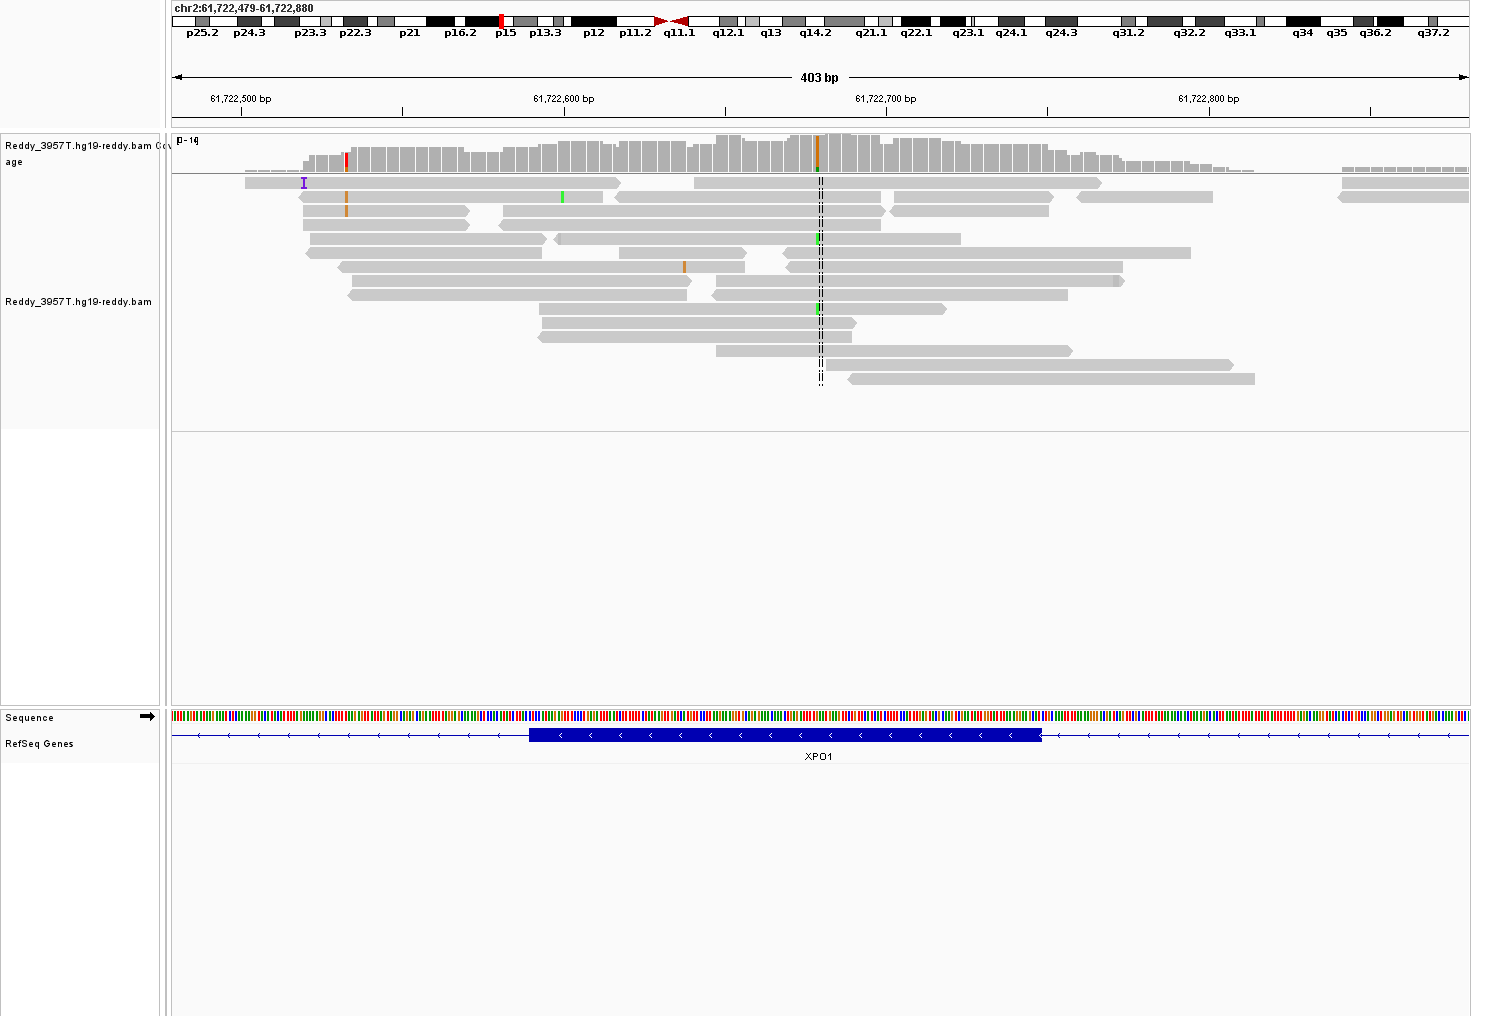 chr2:61,722,479-61,722,880
p25.2 p24.3 p23.3 p22.3 p21 p16.2 p15 p13.3 p12 p11.2 q11.1 q12.1 q13 q14.2 q21.1 q22.1 q23.1 q24.1 q24.3 q31.2 q32.2 q33.1 q34 q35 q36.2 q37.2
403 bp
61,722,500 bp 61,722,600 bp 61,722,700 bp 61,722,800 bp
Reddy_3957T.hg19-reddy.bam Cov
age
Reddy_3957T.hg19-reddy.bam
Sequence
RefSeq Genes
XPO1